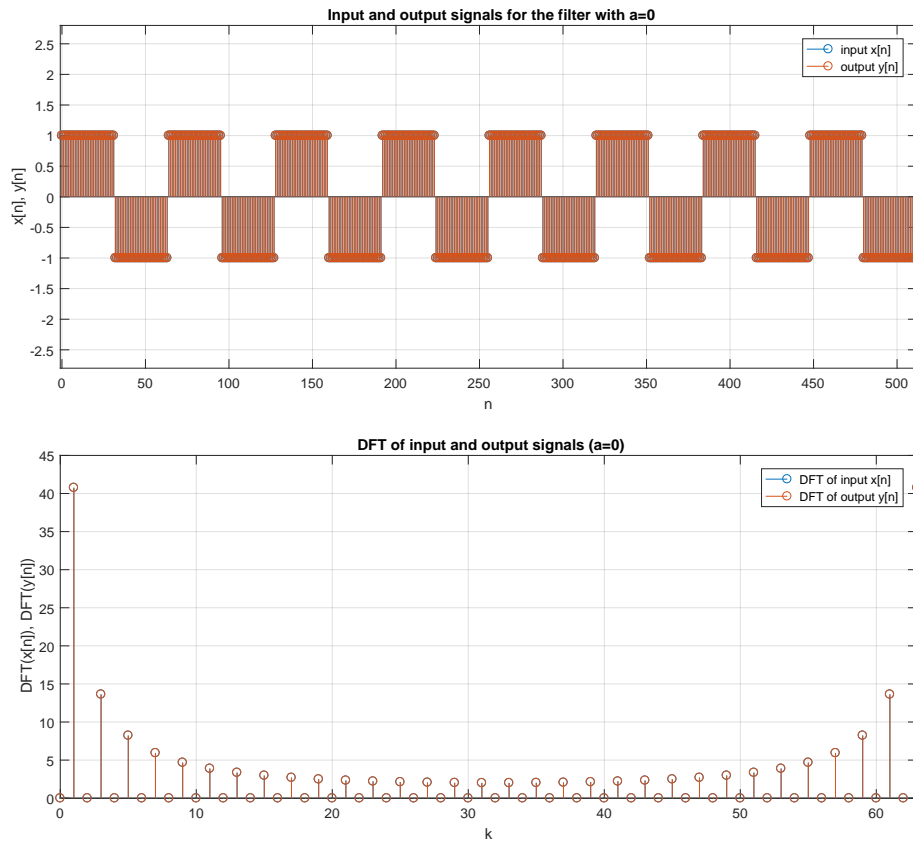 Input and output signals for the filter with a=0
2.5
2
1.5
1
0.5
0
-0.5
-1
-1.5
-2
-2.5
x[n], y[n]
input x[n]
output y[n]
0 50 100 150 200 250 300 350 400 450 500
n
DFT of input and output signals (a=0)
45
40
35
30
25
20
15
10
5
0
DFT(x[n]), DFT(y[n])
DFT of input x[n]
DFT of output y[n]
0 10 20 30 40 50 60
k